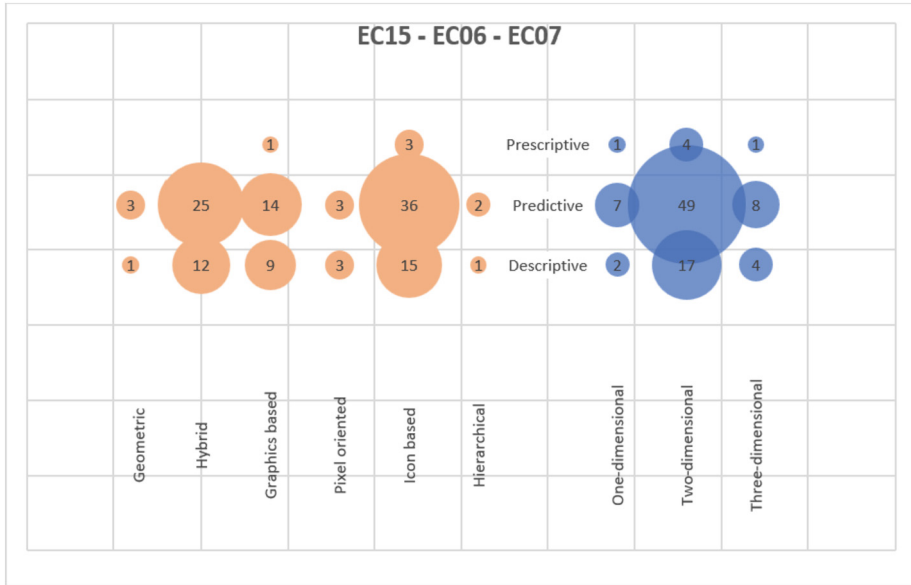 EC15 - EC06 - EC07
1 3 Prescriptive 1 4 1
3 25 14 3 36 2 Predictive 7 49 8
1 12 9 3 15 1 Descriptive 2 17 4
Geometric
Hybrid
Graphics based
Pixel oriented
Icon based
Hierarchical
One-dimensional
Two-dimensional
Three-dimensional